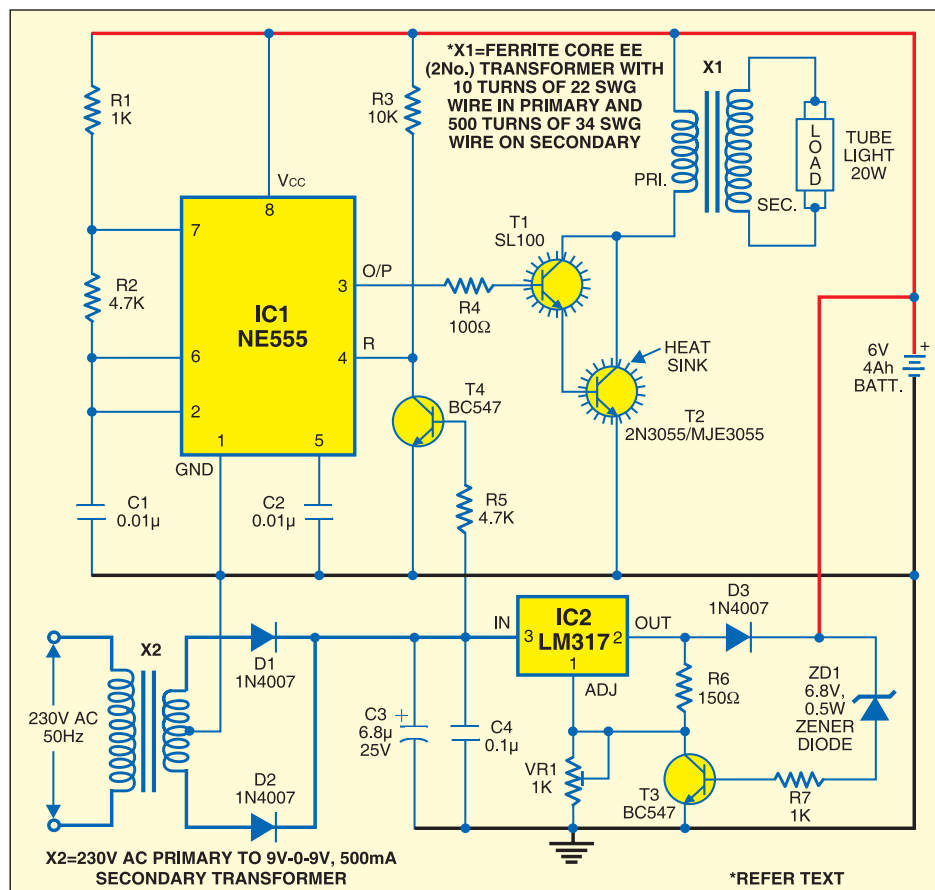 *X1=FERRITE CORE EE
(2No.) TRANSFORMER WITH
10 TURNS OF 22 SWG
WIRE IN PRIMARY AND
500 TURNS OF 34 SWG
WIRE ON SECONDARY
X1
R1
1K
R3
10K
PRI.
SEC.
LOAD
TUBE
LIGHT
20W
VCC
8
7
T1
SL100
R2
4.7K
O/P
3
IC1
NE555
R4
100Ω
6
R
4
HEAT
SINK
6V
4Ah
BATT.
+
T4
BC547
2
T2
2N3055/MJE3055
1
5
GND
C1
0.01µ
C2
0.01µ
R5
4.7K
D3
1N4007
IC2
LM317
IN
3
2
OUT
1
ADJ
X2
D1
1N4007
R6
150Ω
ZD1
6.8V,
0.5W
ZENER
DIODE
230V AC
50Hz
C3
6.8µ
25V
+
C4
0.1µ
D2
1N4007
VR1
1K
T3
BC547
R7
1K
X2=230V AC PRIMARY TO 9V-0-9V, 500mA
SECONDARY TRANSFORMER
*REFER TEXT